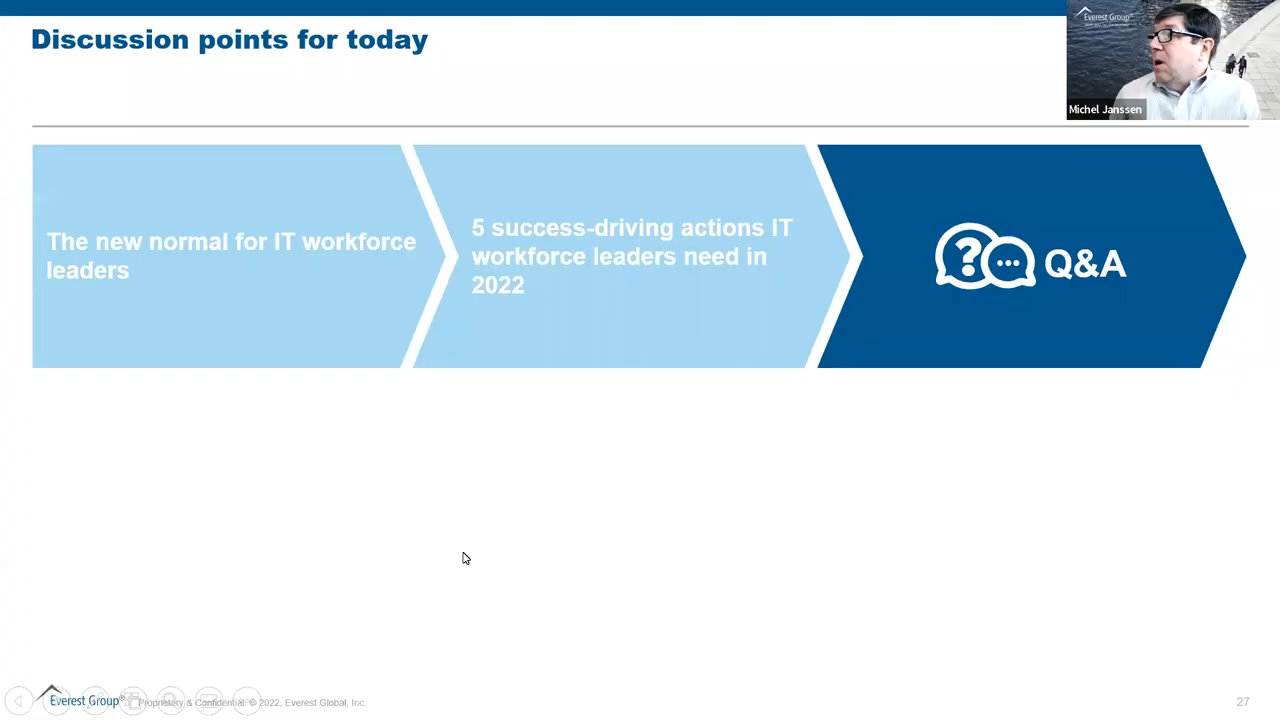 Discussion points for today
Everest Group
Michel Janssen
The new normal for IT workforce
leaders
5 success-driving actions IT
workforce leaders need in
2022
? ... Q&A
Everest Group® Proprietary & Confidential. © 2022, Everest Global, Inc.
27